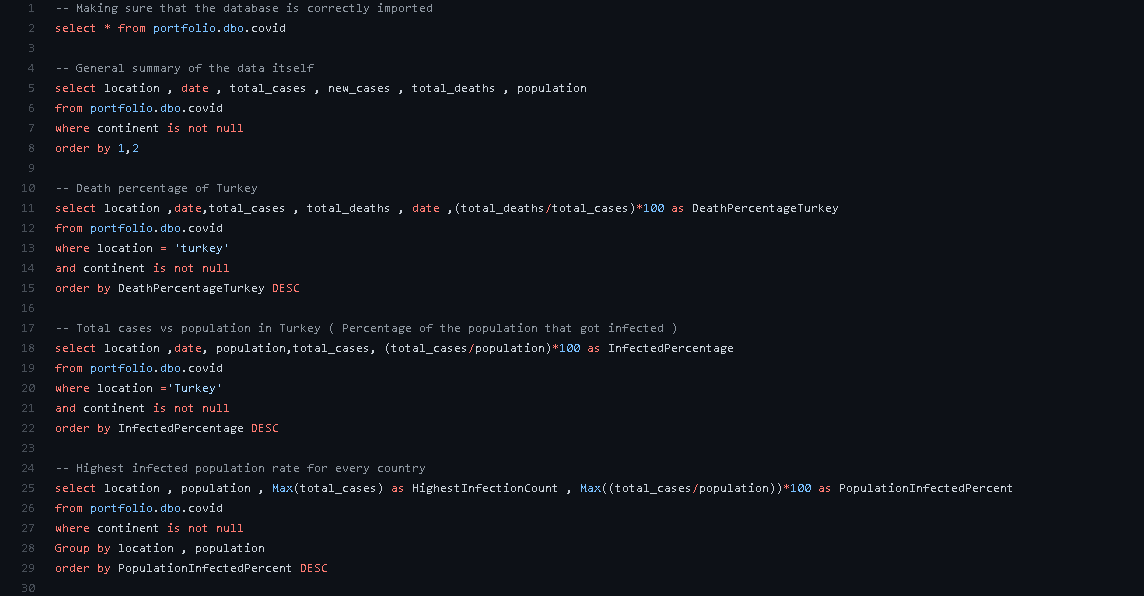 1 -- Making sure that the database is correctly imported
2 select * from portfolio.dbo.covid
3
4 -- General summary of the data itself
5 select location , date , total_cases , new_cases , total_deaths , population
6 from portfolio.dbo.covid
7 where continent is not null
8 order by 1,2
9
10 -- Death percentage of Turkey
11 select location ,date,total_cases , total_deaths , date ,(total_deaths/total_cases)*100 as DeathPercentageTurkey
12 from portfolio.dbo.covid
13 where location = 'turkey'
14 and continent is not null
15 order by DeathPercentageTurkey DESC
16
17 -- Total cases vs population in Turkey ( Percentage of the population that got infected )
18 select location ,date, population,total_cases, (total_cases/population)*100 as InfectedPercentage
19 from portfolio.dbo.covid
20 where location ='Turkey'
21 and continent is not null
22 order by InfectedPercentage DESC
23
24 -- Highest infected population rate for every country
25 select location , population , Max(total_cases) as HighestInfectionCount , Max((total_cases/population))*100 as PopulationInfectedPercent
26 from portfolio.dbo.covid
27 where continent is not null
28 Group by location , population
29 order by PopulationInfectedPercent DESC
30